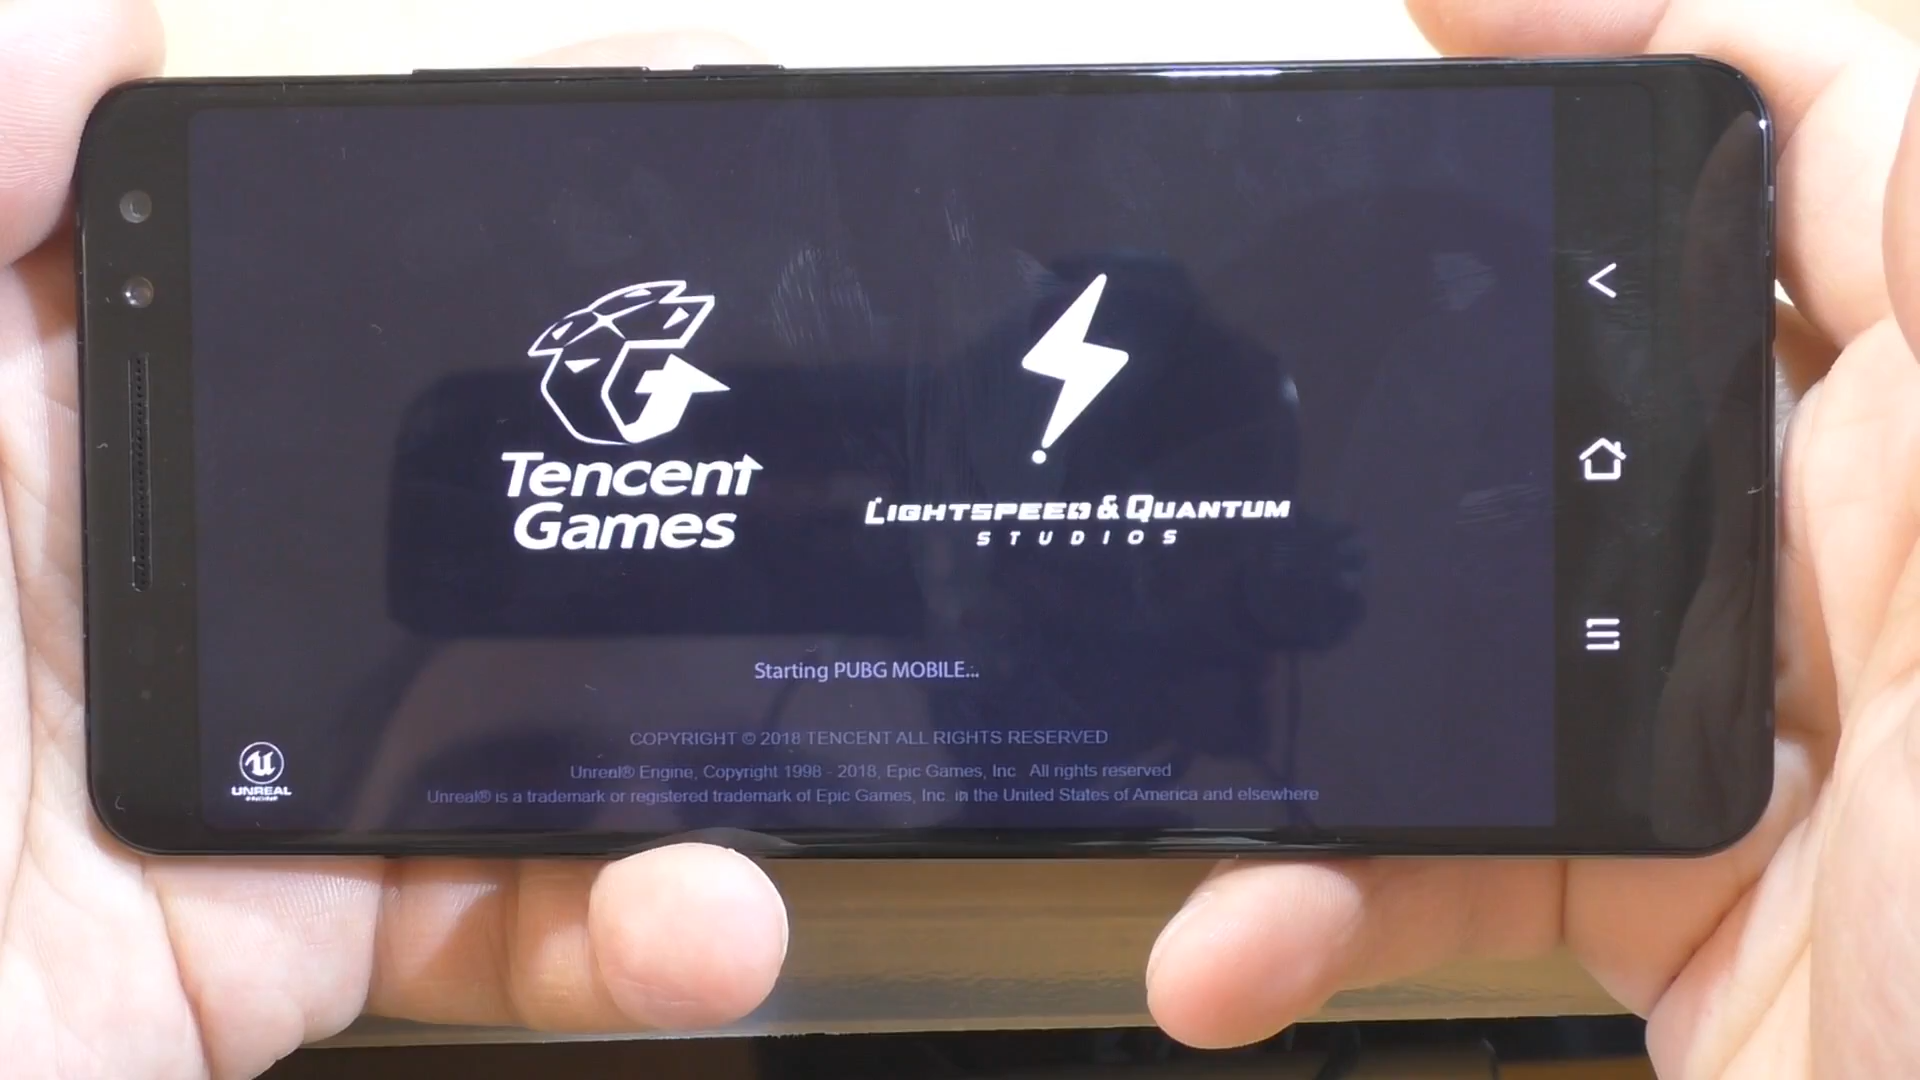 Tencent
Games
LIGHTSPEED & QUANTUM
STUDIOS
Starting PUBG MOBILE...
COPYRIGHT © 2018 TENCENT ALL RIGHTS RESERVED
Unreal® Engine, Copyright 1998 - 2018, Epic Games, Inc. All rights reserved
Unreal® is a trademark or registered trademark of Epic Games, Inc. in the United States of America and elsewhere
UNREAL
ENGINE